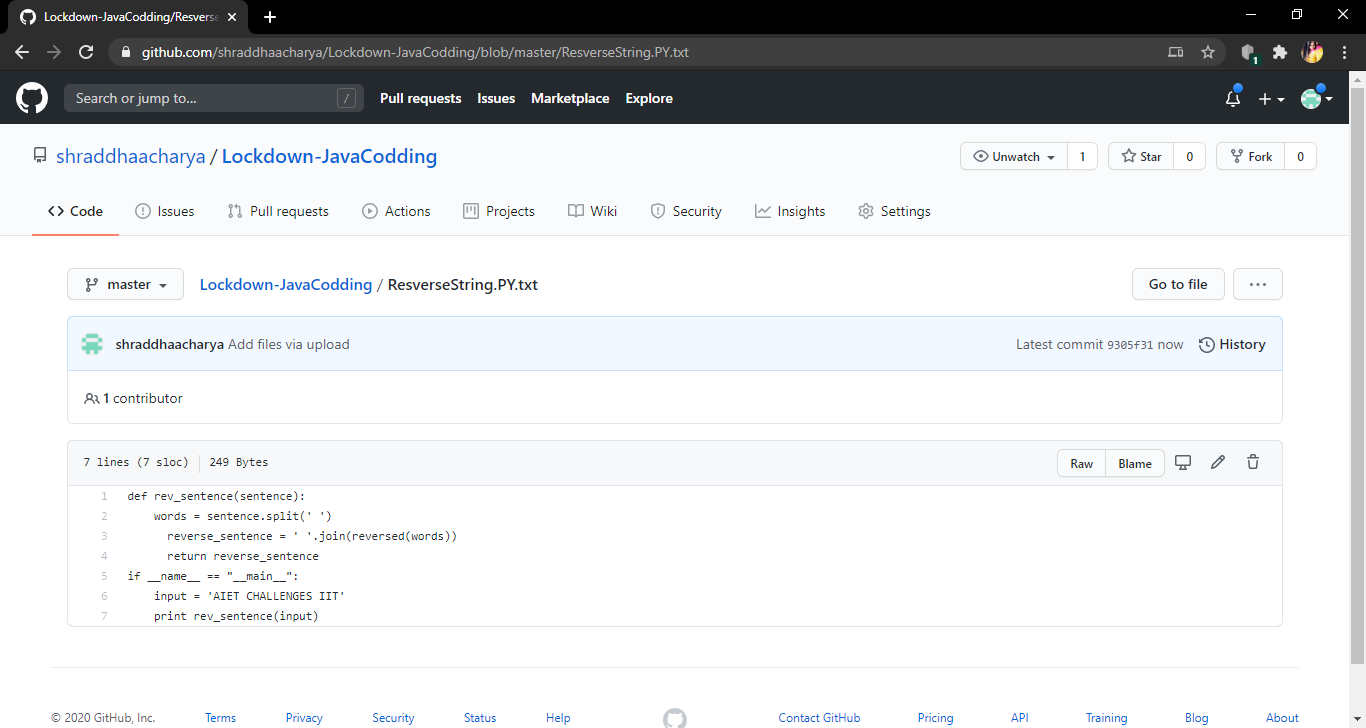 Lockdown-JavaCodding/Resverse
github.com/shraddhaacharya/Lockdown-JavaCodding/blob/master/ResverseString.PY.txt
1
Search or jump to...
/
Pull requests Issues Marketplace Explore
shraddhaacharya / Lockdown-JavaCodding
Unwatch 1 Star 0 Fork 0
Code Issues Pull requests Actions Projects Wiki Security Insights Settings
master Lockdown-JavaCodding / ResverseString.PY.txt Go to file ...
shraddhaacharya Add files via upload Latest commit 9305f31 now History
1 contributor
7 lines (7 sloc) 249 Bytes Raw Blame
1 def rev_sentence(sentence):
2     words = sentence.split(' ')
3       reverse_sentence = ' '.join(reversed(words))
4       return reverse_sentence
5 if __name__ == "__main__":
6     input = 'AIET CHALLENGES IIT'
7     print rev_sentence(input)
© 2020 GitHub, Inc. Terms Privacy Security Status Help Contact GitHub Pricing API Training Blog About